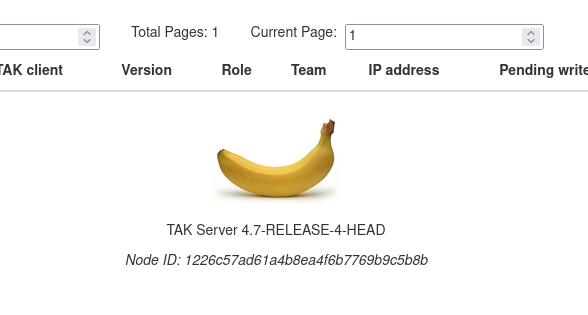 Total Pages: 1 Current Page: 1
TAK client Version Role Team IP address Pending write
TAK Server 4.7-RELEASE-4-HEAD
Node ID: 1226c57ad61a4b8ea4f6b7769b9c5b8b